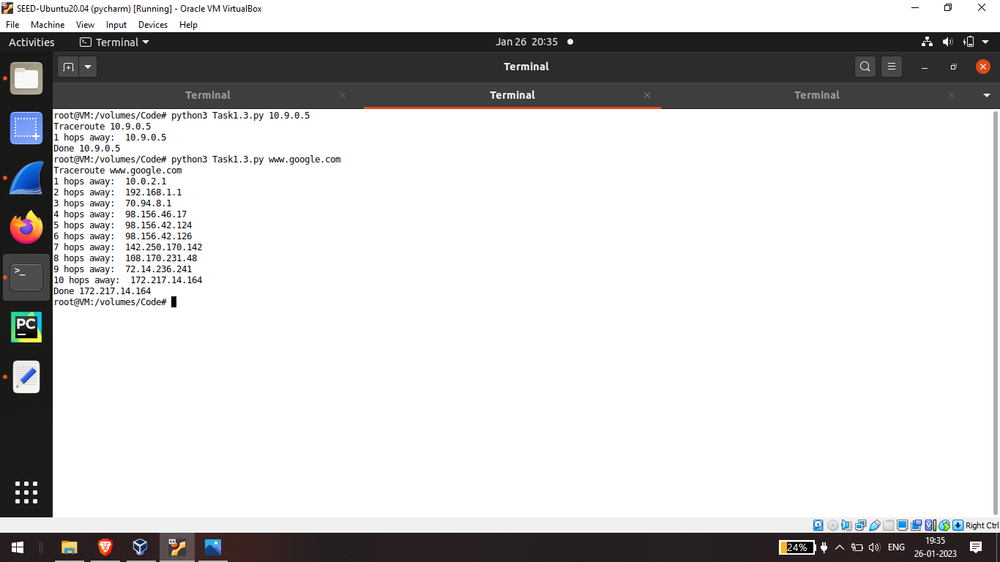 SEED-Ubuntu20.04 (pycharm) [Running] - Oracle VM VirtualBox
File Machine View Input Devices Help
Activities Terminal Jan 26 20:35
Terminal
Terminal Terminal Terminal
root@VM:/volumes/Code# python3 Task1.3.py 10.9.0.5
Traceroute 10.9.0.5
1 hops away:  10.9.0.5
Done 10.9.0.5
root@VM:/volumes/Code# python3 Task1.3.py www.google.com
Traceroute www.google.com
1 hops away:  10.0.2.1
2 hops away:  192.168.1.1
3 hops away:  70.94.8.1
4 hops away:  98.156.46.17
5 hops away:  98.156.42.124
6 hops away:  98.156.42.126
7 hops away:  142.250.170.142
8 hops away:  108.170.231.48
9 hops away:  72.14.236.241
10 hops away:  172.217.14.164
Done 172.217.14.164
root@VM:/volumes/Code#
>_
PC
Right Ctrl
64
24% ENG 19:35
26-01-2023